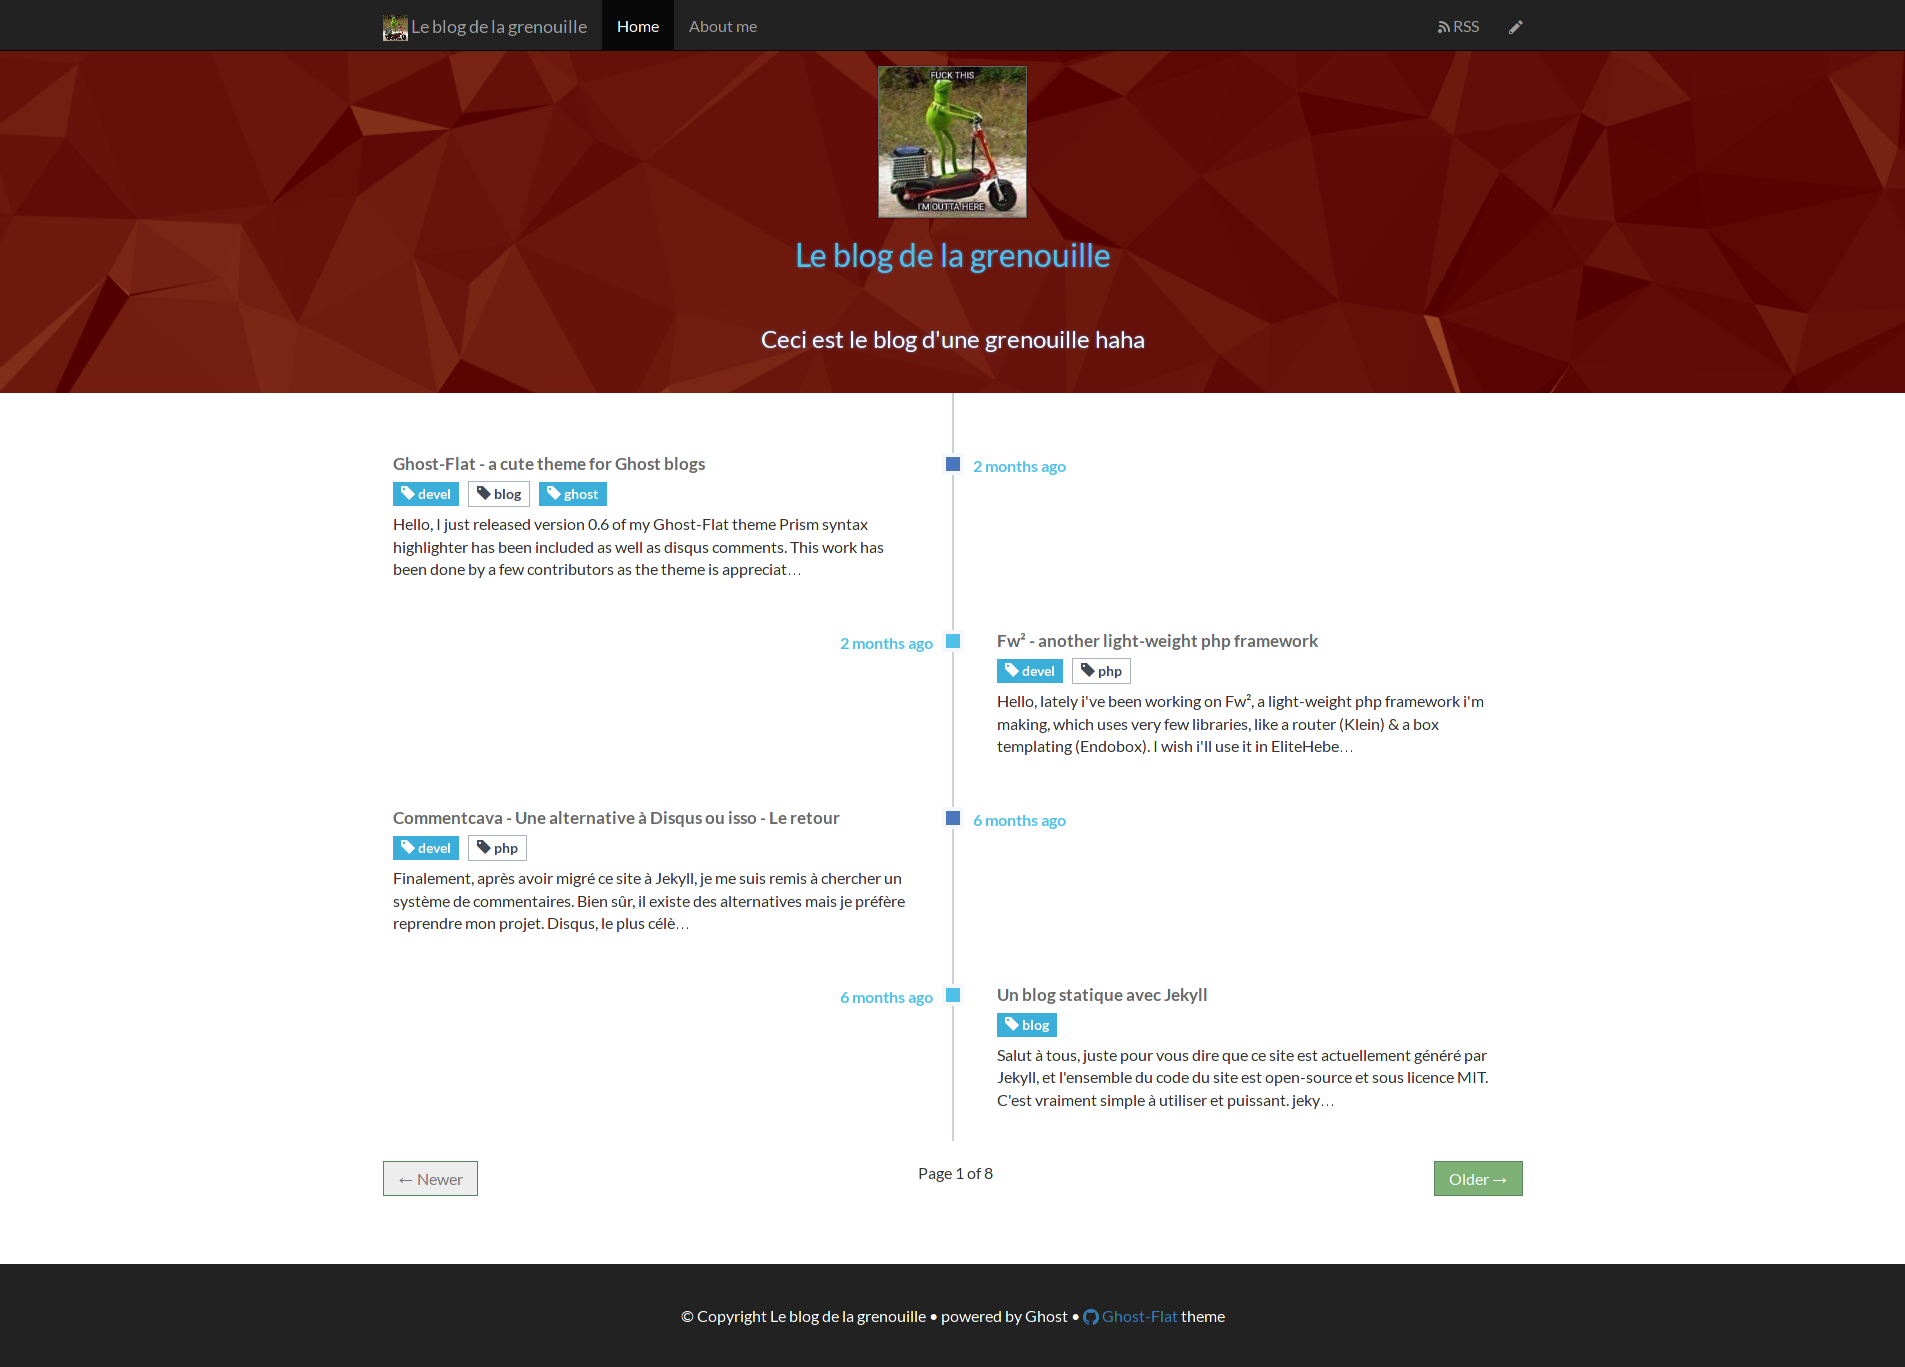 Le blog de la grenouille Home About me RSS
FUCK THIS
I'M OUTTA HERE
Le blog de la grenouille
Ceci est le blog d'une grenouille haha
Ghost-Flat - a cute theme for Ghost blogs
2 months ago
devel blog ghost
Hello, I just released version 0.6 of my Ghost-Flat theme Prism syntax
highlighter has been included as well as disqus comments. This work has
been done by a few contributors as the theme is appreciat…
2 months ago
Fw² - another light-weight php framework
devel php
Hello, lately i've been working on Fw², a light-weight php framework i'm
making, which uses very few libraries, like a router (Klein) & a box
templating (Endobox). I wish i'll use it in EliteHebe…
Commentcava - Une alternative à Disqus ou isso - Le retour
6 months ago
devel php
Finalement, après avoir migré ce site à Jekyll, je me suis remis à chercher un
système de commentaires. Bien sûr, il existe des alternatives mais je préfère
reprendre mon projet. Disqus, le plus célè…
6 months ago
Un blog statique avec Jekyll
blog
Salut à tous, juste pour vous dire que ce site est actuellement généré par
Jekyll, et l'ensemble du code du site est open-source et sous licence MIT.
C'est vraiment simple à utiliser et puissant. jeky…
← Newer Page 1 of 8 Older →
© Copyright Le blog de la grenouille • powered by Ghost • Ghost-Flat theme